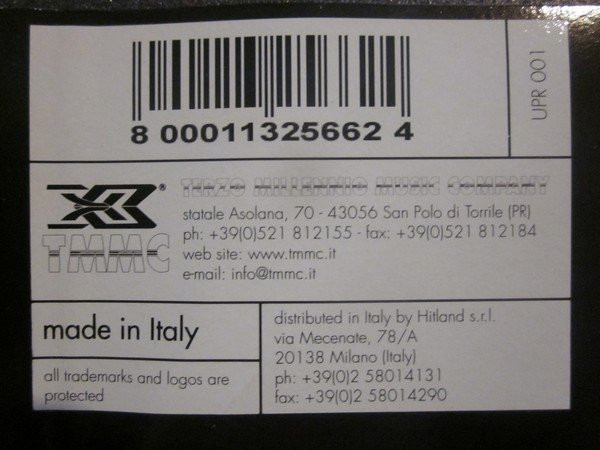 8 000113 256624
UPR 001
XR®
TMMC
TERZO MILLENNIO MUSIC COMPANY
statale Asolana, 70 - 43056 San Polo di Torrile (PR)
ph: +39(0)521 812155 - fax: +39(0)521 812184
web site: www.tmmc.it
e-mail: info@tmmc.it
made in Italy
all trademarks and logos are
protected
distributed in Italy by Hitland s.r.l.
via Mecenate, 78/A
20138 Milano (Italy)
ph: +39(0)2 58014131
fax: +39(0)2 58014290